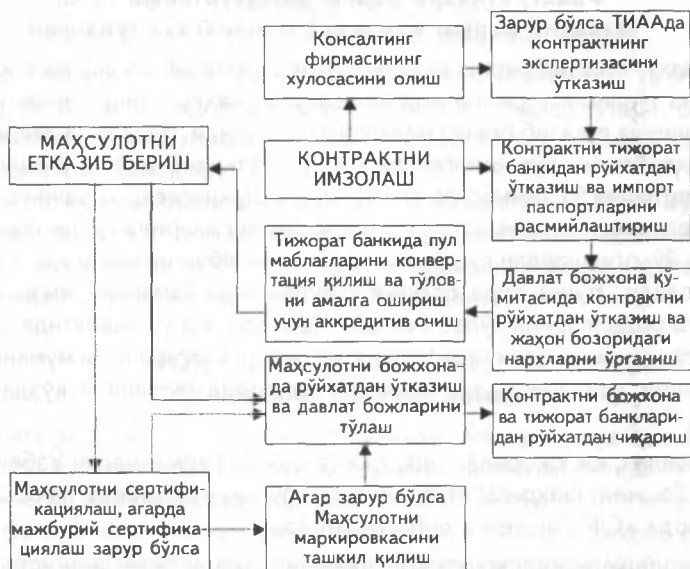 Консалтинг
фирмасининг
хулосасини олиш
Зарур бўлса ТИААда
контрактнинг
экспертизасини
ўтказиш
МАҲСУЛОТНИ
ЕТКАЗИБ БЕРИШ
КОНТРАКТНИ
ИМЗОЛАШ
Контрактни тижорат
банкидан рўйхатдан
ўтказиш ва импорт
паспортларини
расмийлаштириш
Тижорат банкида пул
маблағларини конвер-
тация қилиш ва тўлов-
ни амалга ошириш
учун аккредитив очиш
Давлат божхона қў-
митасида контрактни
рўйхатдан ўтказиш ва
жаҳон бозоридаги
нархларни ўрганиш
Маҳсулотни божхона-
да рўйхатдан ўтказиш
ва давлат божларини
тўлаш
Контрактни божхона
ва тижорат банклари-
дан рўйхатдан чиқариш
Маҳсулотни сертифи-
кациялаш, агарда
мажбурий сертифика
циялаш зарур бўлса
Агар зарур бўлса
Маҳсулотни
маркировкасини
ташкил қилиш